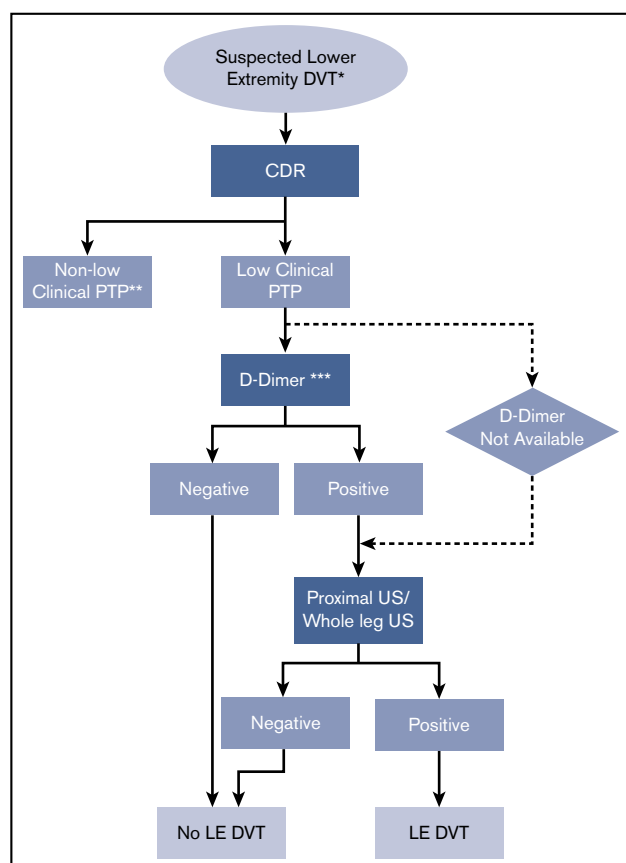 Suspected Lower
Extremity DVT*
CDR
Non-low
Clinical PTP**
Low Clinical
PTP
D-Dimer ***
D-Dimer
Not Available
Negative
Positive
Proximal US/
Whole leg US
Negative
Positive
No LE DVT
LE DVT